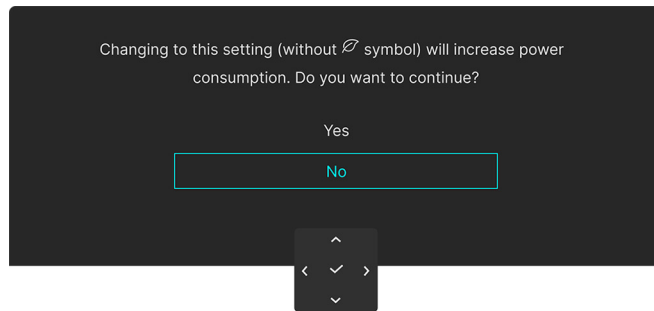 Changing to this setting (without symbol) will increase power
consumption. Do you want to continue?
Yes
No